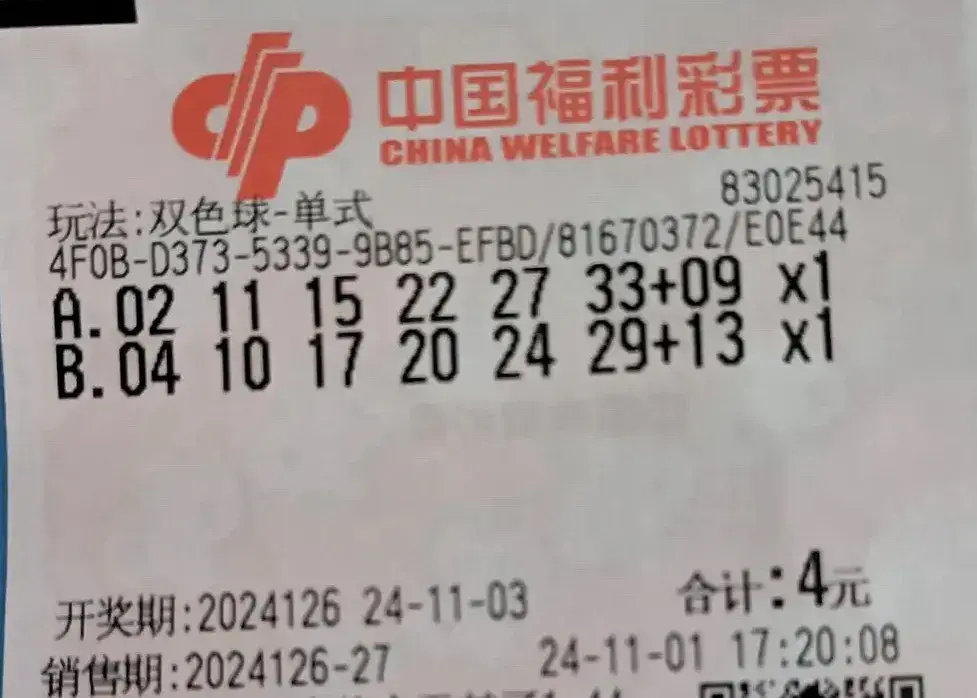 中国福利彩票
CHINA WELFARE LOTTERY
83025415
玩法:双色球-单式
4F0B-D373-5339-9B85-EFBD/81670372/E0E44
A.02 11 15 22 27 33+09 x1
B.04 10 17 20 24 29+13 x1
开奖期:2024126 24-11-03 合计:4元
销售期:2024126-27 24-11-01 17:20:08